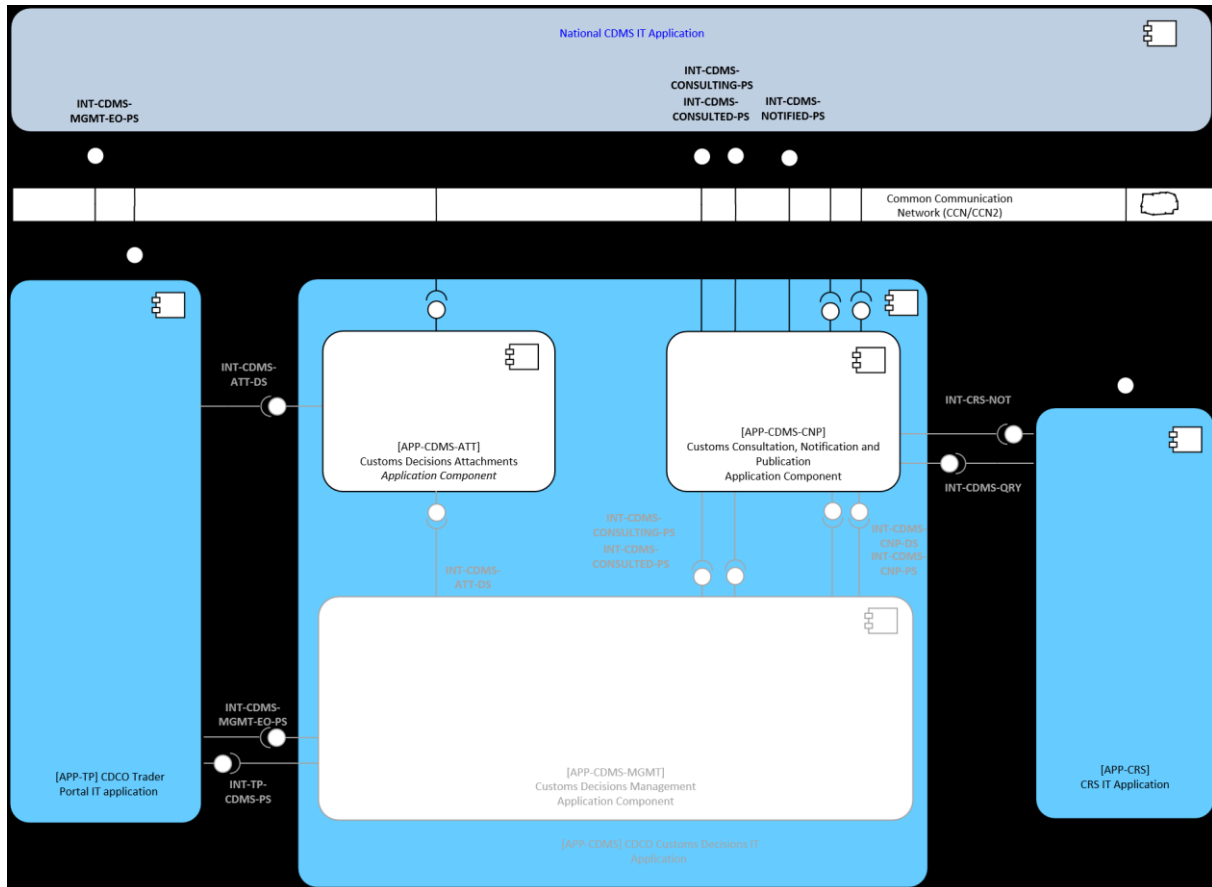 National CDMS IT Application
INT-CDMS-
CONSULTING-PS
INT-CDMS-
CONSULTED-PS
INT-CDMS-
NOTIFIED-PS
INT-CDMS-
MGMT-EO-PS
Common Communication
Network (CCN/CCN2)
INT-CDMS-
ATT-DS
[APP-CDMS-ATT]
Customs Decisions Attachments
Application Component
[APP-CDMS-CNP]
Customs Consultation, Notification and
Publication
Application Component
INT-CRS-NOT
INT-CDMS-QRY
INT-CDMS-
CONSULTING-PS
INT-CDMS-
CONSULTED-PS
INT-CDMS-
CNP-DS
INT-CDMS-
CNP-PS
INT-CDMS-
ATT-DS
INT-CDMS-
MGMT-EO-PS
INT-TP-
CDMS-PS
[APP-TP] CDCO Trader
Portal IT application
[APP-CDMS-MGMT]
Customs Decisions Management
Application Component
[APP-CRS]
CRS IT Application
[APP-CDMS] CDCO Customs Decisions IT
Application